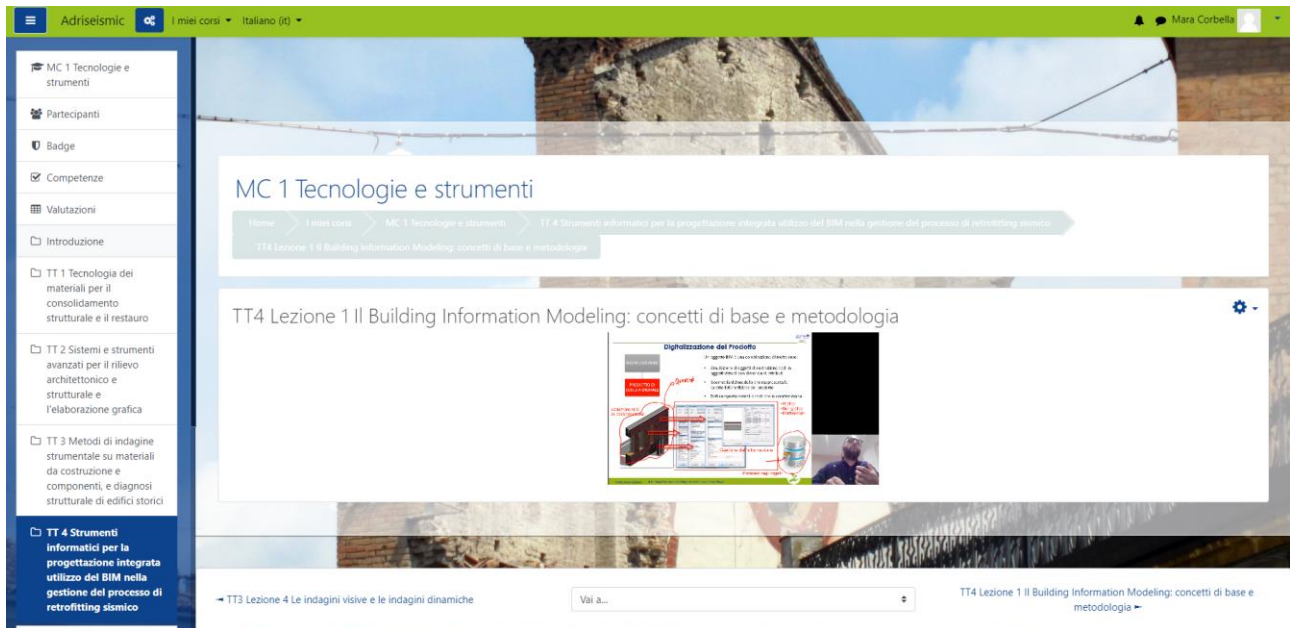 Adriseismic
I miei corsi
Italiano (it)
Mara Corbella
MC 1 Tecnologie e
strumenti
Partecipanti
Badge
Competenze
Valutazioni
Introduzione
TT 1 Tecnologia dei
materiali per il
consolidamento
strutturale e il restauro
TT 2 Sistemi e strumenti
avanzati per il rilievo
architettonico e
strutturale e
l'elaborazione grafica
TT 3 Metodi di indagine
strumentale su materiali
da costruzione e
componenti, e diagnosi
strutturale di edifici storici
TT 4 Strumenti
informatici per la
progettazione integrata
utilizzo del BIM nella
gestione del processo di
retrofitting sismico
MC 1 Tecnologie e strumenti
Home
I miei corsi
MC 1 Tecnologie e strumenti
TT 4 Strumenti informatici per la progettazione integrata utilizzo del BIM nella gestione del processo di retrofitting sismico
TT4 Lezione 1 Il Building Information Modeling: concetti di base e metodologia
TT4 Lezione 1 Il Building Information Modeling: concetti di base e metodologia
Digitalizzazione del Prodotto
◄ TT3 Lezione 4 Le indagini visive e le indagini dinamiche
Vai a...
TT4 Lezione 1 Il Building Information Modeling: concetti di base e
metodologia ►